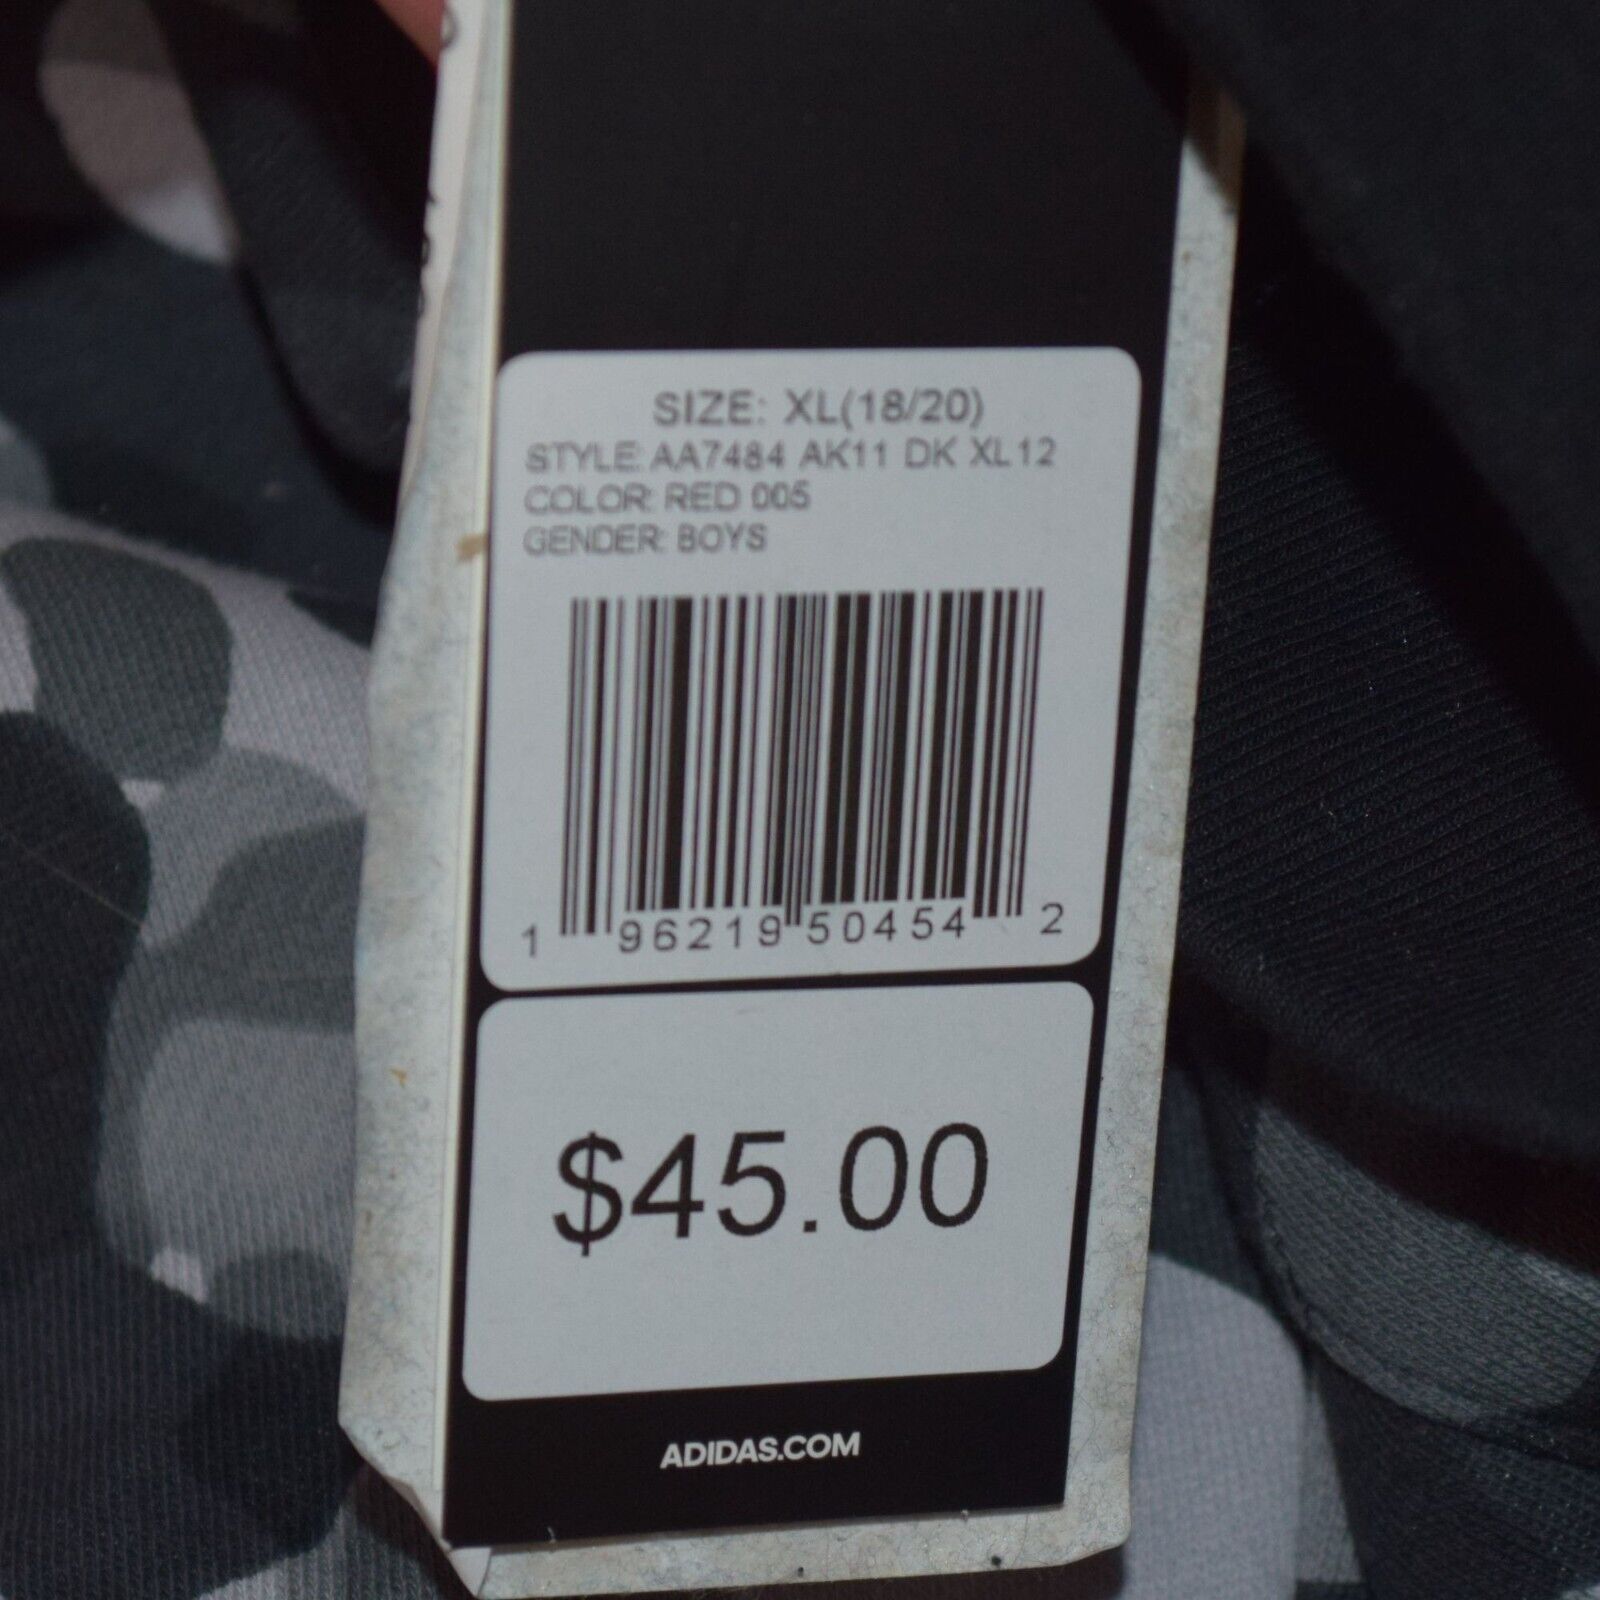 SIZE: XL(18/20)
STYLE: AA7484 AK11 DK XL12
COLOR: RED 005
GENDER: BOYS
1 96219 50454 2
$45.00
ADIDAS.COM